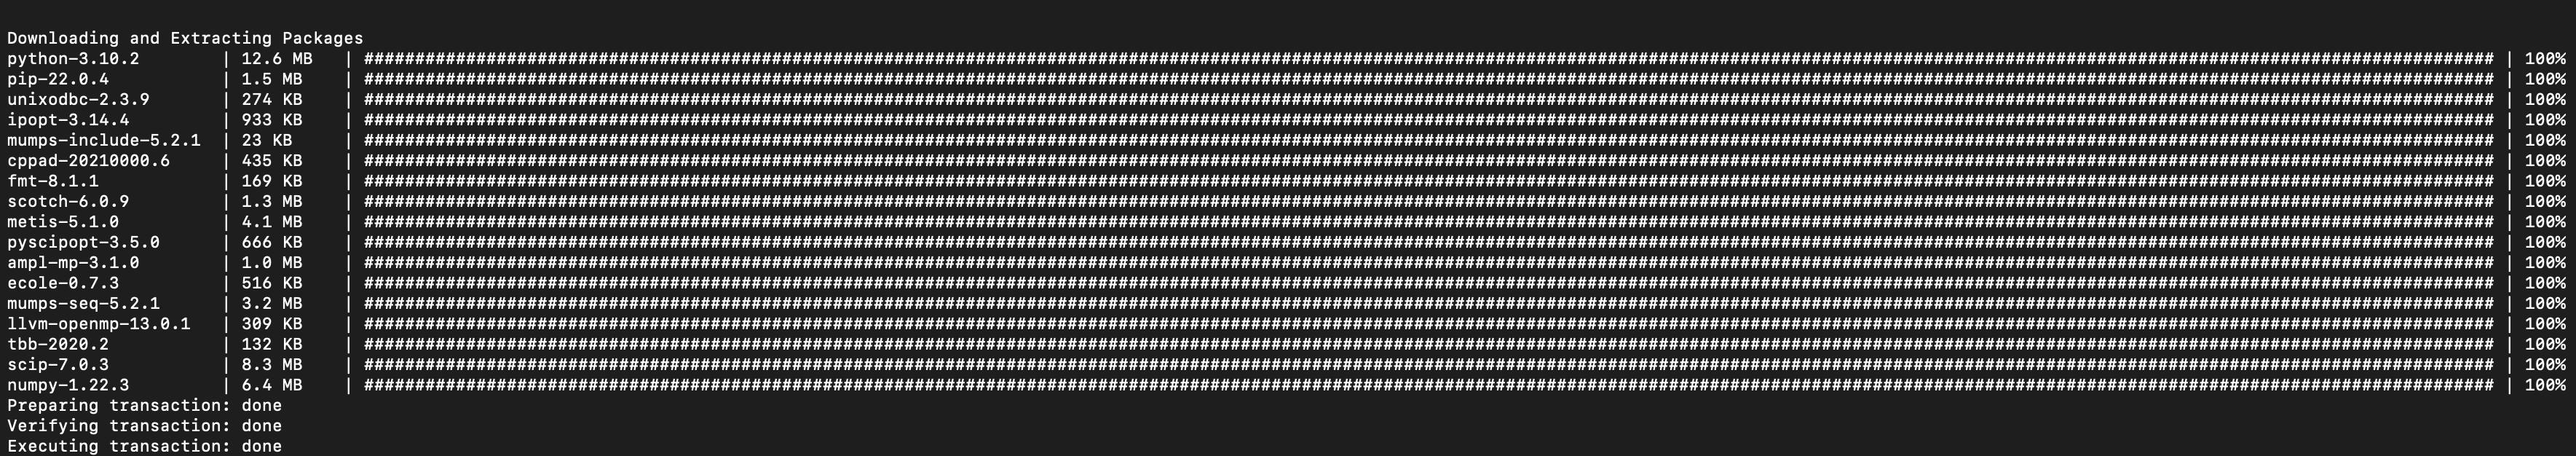 Downloading and Extracting Packages
python-3.10.2 | 12.6 MB | ################################################################################################################################################################################################################# | 100%
pip-22.0.4 | 1.5 MB | ################################################################################################################################################################################################################# | 100%
unixodbc-2.3.9 | 274 KB | ################################################################################################################################################################################################################# | 100%
ipopt-3.14.4 | 933 KB | ################################################################################################################################################################################################################# | 100%
mumps-include-5.2.1 | 23 KB | ################################################################################################################################################################################################################# | 100%
cppad-20210000.6 | 435 KB | ################################################################################################################################################################################################################# | 100%
fmt-8.1.1 | 169 KB | ################################################################################################################################################################################################################# | 100%
scotch-6.0.9 | 1.3 MB | ################################################################################################################################################################################################################# | 100%
metis-5.1.0 | 4.1 MB | ################################################################################################################################################################################################################# | 100%
pyscipopt-3.5.0 | 666 KB | ################################################################################################################################################################################################################# | 100%
ampl-mp-3.1.0 | 1.0 MB | ################################################################################################################################################################################################################# | 100%
ecole-0.7.3 | 516 KB | ################################################################################################################################################################################################################# | 100%
mumps-seq-5.2.1 | 3.2 MB | ################################################################################################################################################################################################################# | 100%
llvm-openmp-13.0.1 | 309 KB | ################################################################################################################################################################################################################# | 100%
tbb-2020.2 | 132 KB | ################################################################################################################################################################################################################# | 100%
scip-7.0.3 | 8.3 MB | ################################################################################################################################################################################################################# | 100%
numpy-1.22.3 | 6.4 MB | ################################################################################################################################################################################################################# | 100%
Preparing transaction: done
Verifying transaction: done
Executing transaction: done